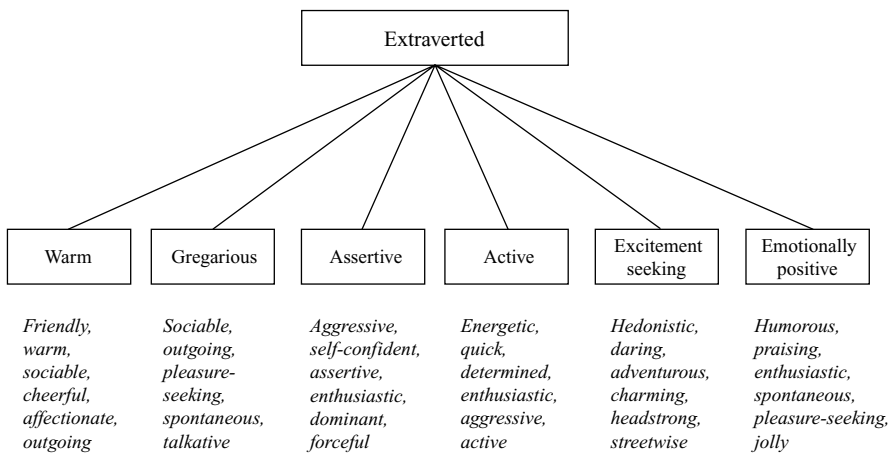 Extraverted
Warm
Gregarious
Assertive
Active
Excitement
seeking
Emotionally
positive
Friendly,
warm,
sociable,
cheerful,
affectionate,
outgoing
Sociable,
outgoing,
pleasure-
seeking,
spontaneous,
talkative
Aggressive,
self-confident,
assertive,
enthusiastic,
dominant,
forceful
Energetic,
quick,
determined,
enthusiastic,
aggressive,
active
Hedonistic,
daring,
adventurous,
charming,
headstrong,
streetwise
Humorous,
praising,
enthusiastic,
spontaneous,
pleasure-seeking,
jolly